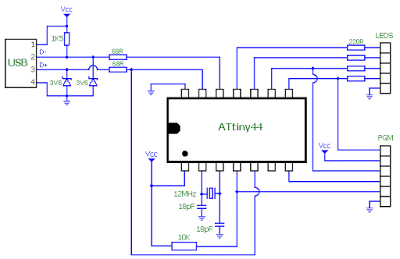 Vcc
1K5
USB
1
2
3
4
D-
D+
68R
68R
3V6
3V6
220R
LEDS
ATtiny44
PGM
Vcc
Vcc
12MHz
18pF
18pF
10K